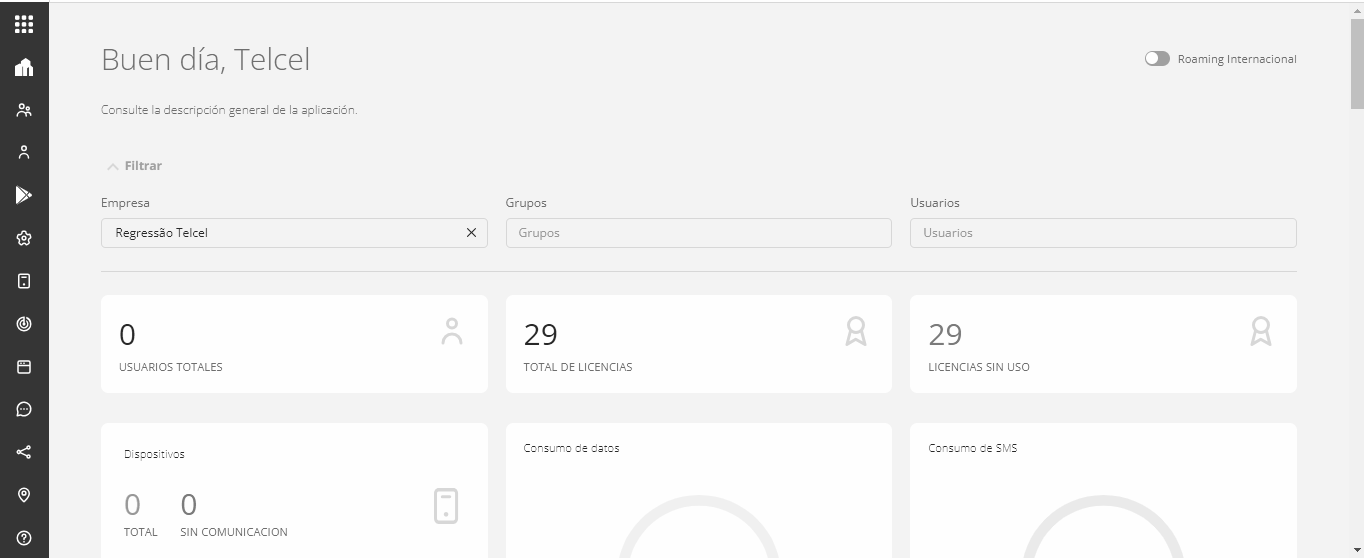 Buen día, Telcel
Roaming Internacional
Consulte la descripción general de la aplicación.
Filtrar
Empresa
Grupos
Usuarios
Regressão Telcel
Grupos
Usuarios
0
29
29
USUARIOS TOTALES
TOTAL DE LICENCIAS
LICENCIAS SIN USO
Dispositivos
Consumo de datos
Consumo de SMS
0
0
TOTAL
SIN COMUNICACION